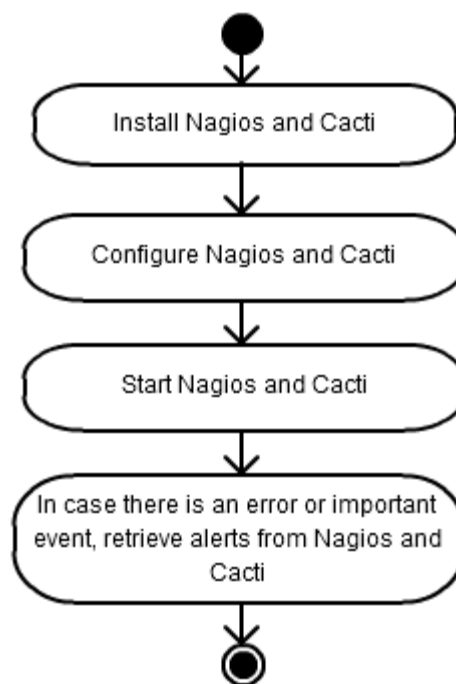 Install Nagios and Cacti
Configure Nagios and Cacti
Start Nagios and Cacti
In case there is an error or important
event, retrieve alerts from Nagios and
Cacti